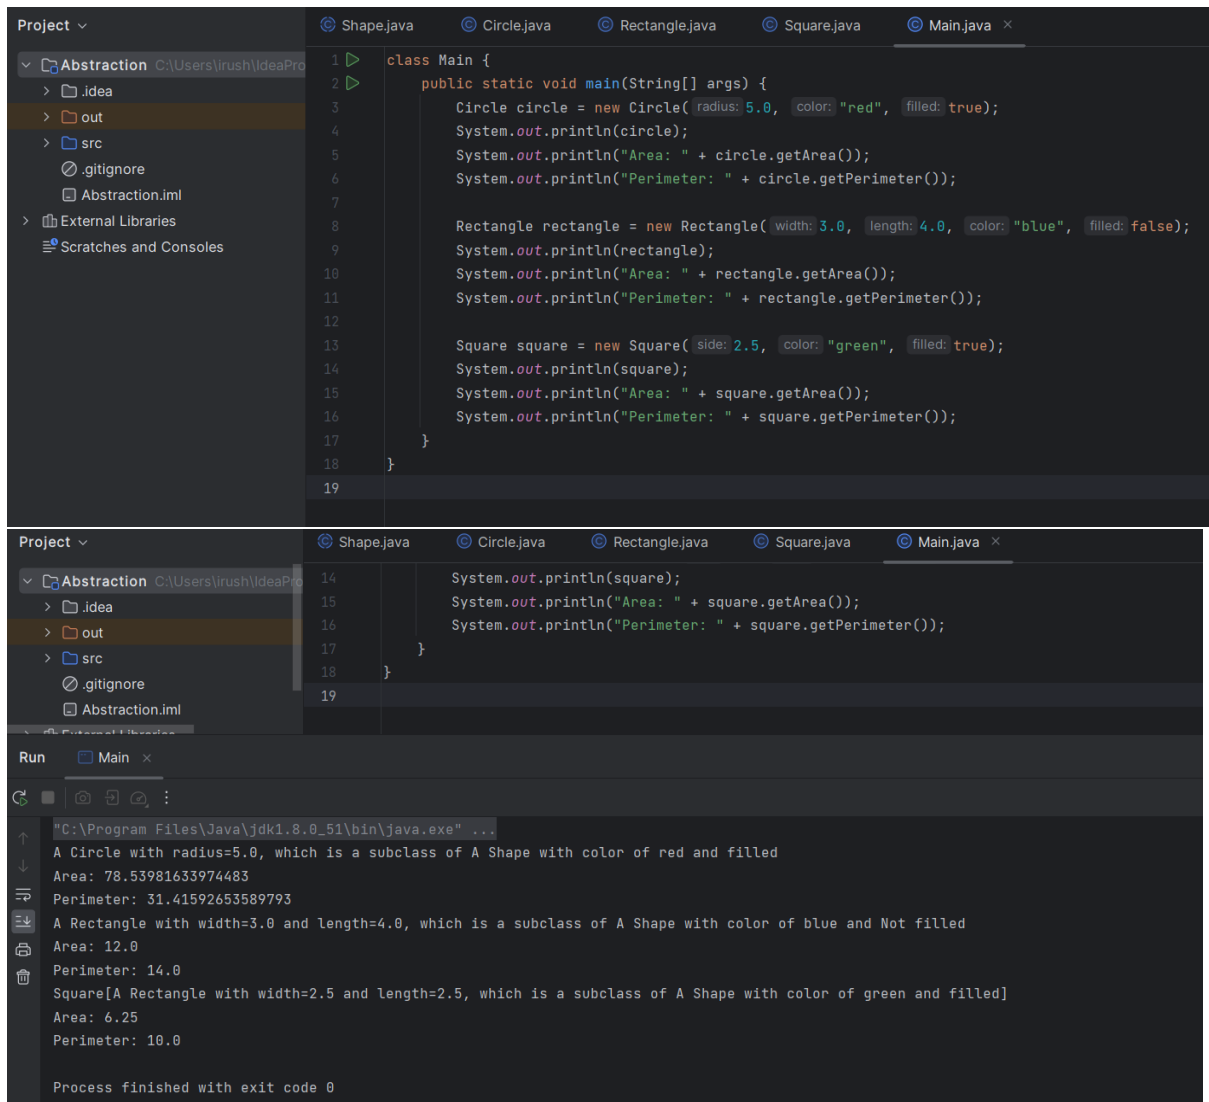 Project
Shape.java Circle.java Rectangle.java Square.java Main.java
Abstraction C:\Users\irush\IdeaPro
.idea
out
src
.gitignore
Abstraction.iml
External Libraries
Scratches and Consoles
1 class Main {
2 public static void main(String[] args) {
3 Circle circle = new Circle( radius: 5.0, color: "red", filled: true);
4 System.out.println(circle);
5 System.out.println("Area: " + circle.getArea());
6 System.out.println("Perimeter: " + circle.getPerimeter());
7
8 Rectangle rectangle = new Rectangle( width: 3.0, length: 4.0, color: "blue", filled: false);
9 System.out.println(rectangle);
10 System.out.println("Area: " + rectangle.getArea());
11 System.out.println("Perimeter: " + rectangle.getPerimeter());
12
13 Square square = new Square( side: 2.5, color: "green", filled: true);
14 System.out.println(square);
15 System.out.println("Area: " + square.getArea());
16 System.out.println("Perimeter: " + square.getPerimeter());
17 }
18 }
19
Project
Shape.java Circle.java Rectangle.java Square.java Main.java
Abstraction C:\Users\irush\IdeaPro
.idea
out
src
.gitignore
Abstraction.iml
External Libraries
14 System.out.println(square);
15 System.out.println("Area: " + square.getArea());
16 System.out.println("Perimeter: " + square.getPerimeter());
17 }
18 }
19
Run Main
"C:\Program Files\Java\jdk1.8.0_51\bin\java.exe" ...
A Circle with radius=5.0, which is a subclass of A Shape with color of red and filled
Area: 78.53981633974483
Perimeter: 31.41592653589793
A Rectangle with width=3.0 and length=4.0, which is a subclass of A Shape with color of blue and Not filled
Area: 12.0
Perimeter: 14.0
Square[A Rectangle with width=2.5 and length=2.5, which is a subclass of A Shape with color of green and filled]
Area: 6.25
Perimeter: 10.0
Process finished with exit code 0